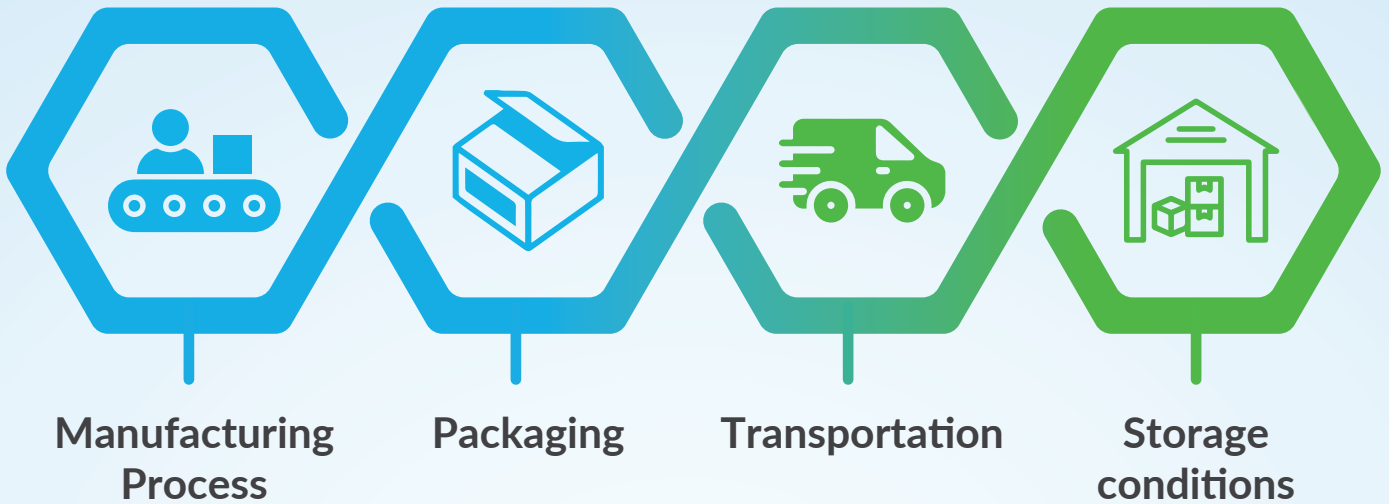 Manufacturing
Process
Packaging
Transportation
Storage
conditions